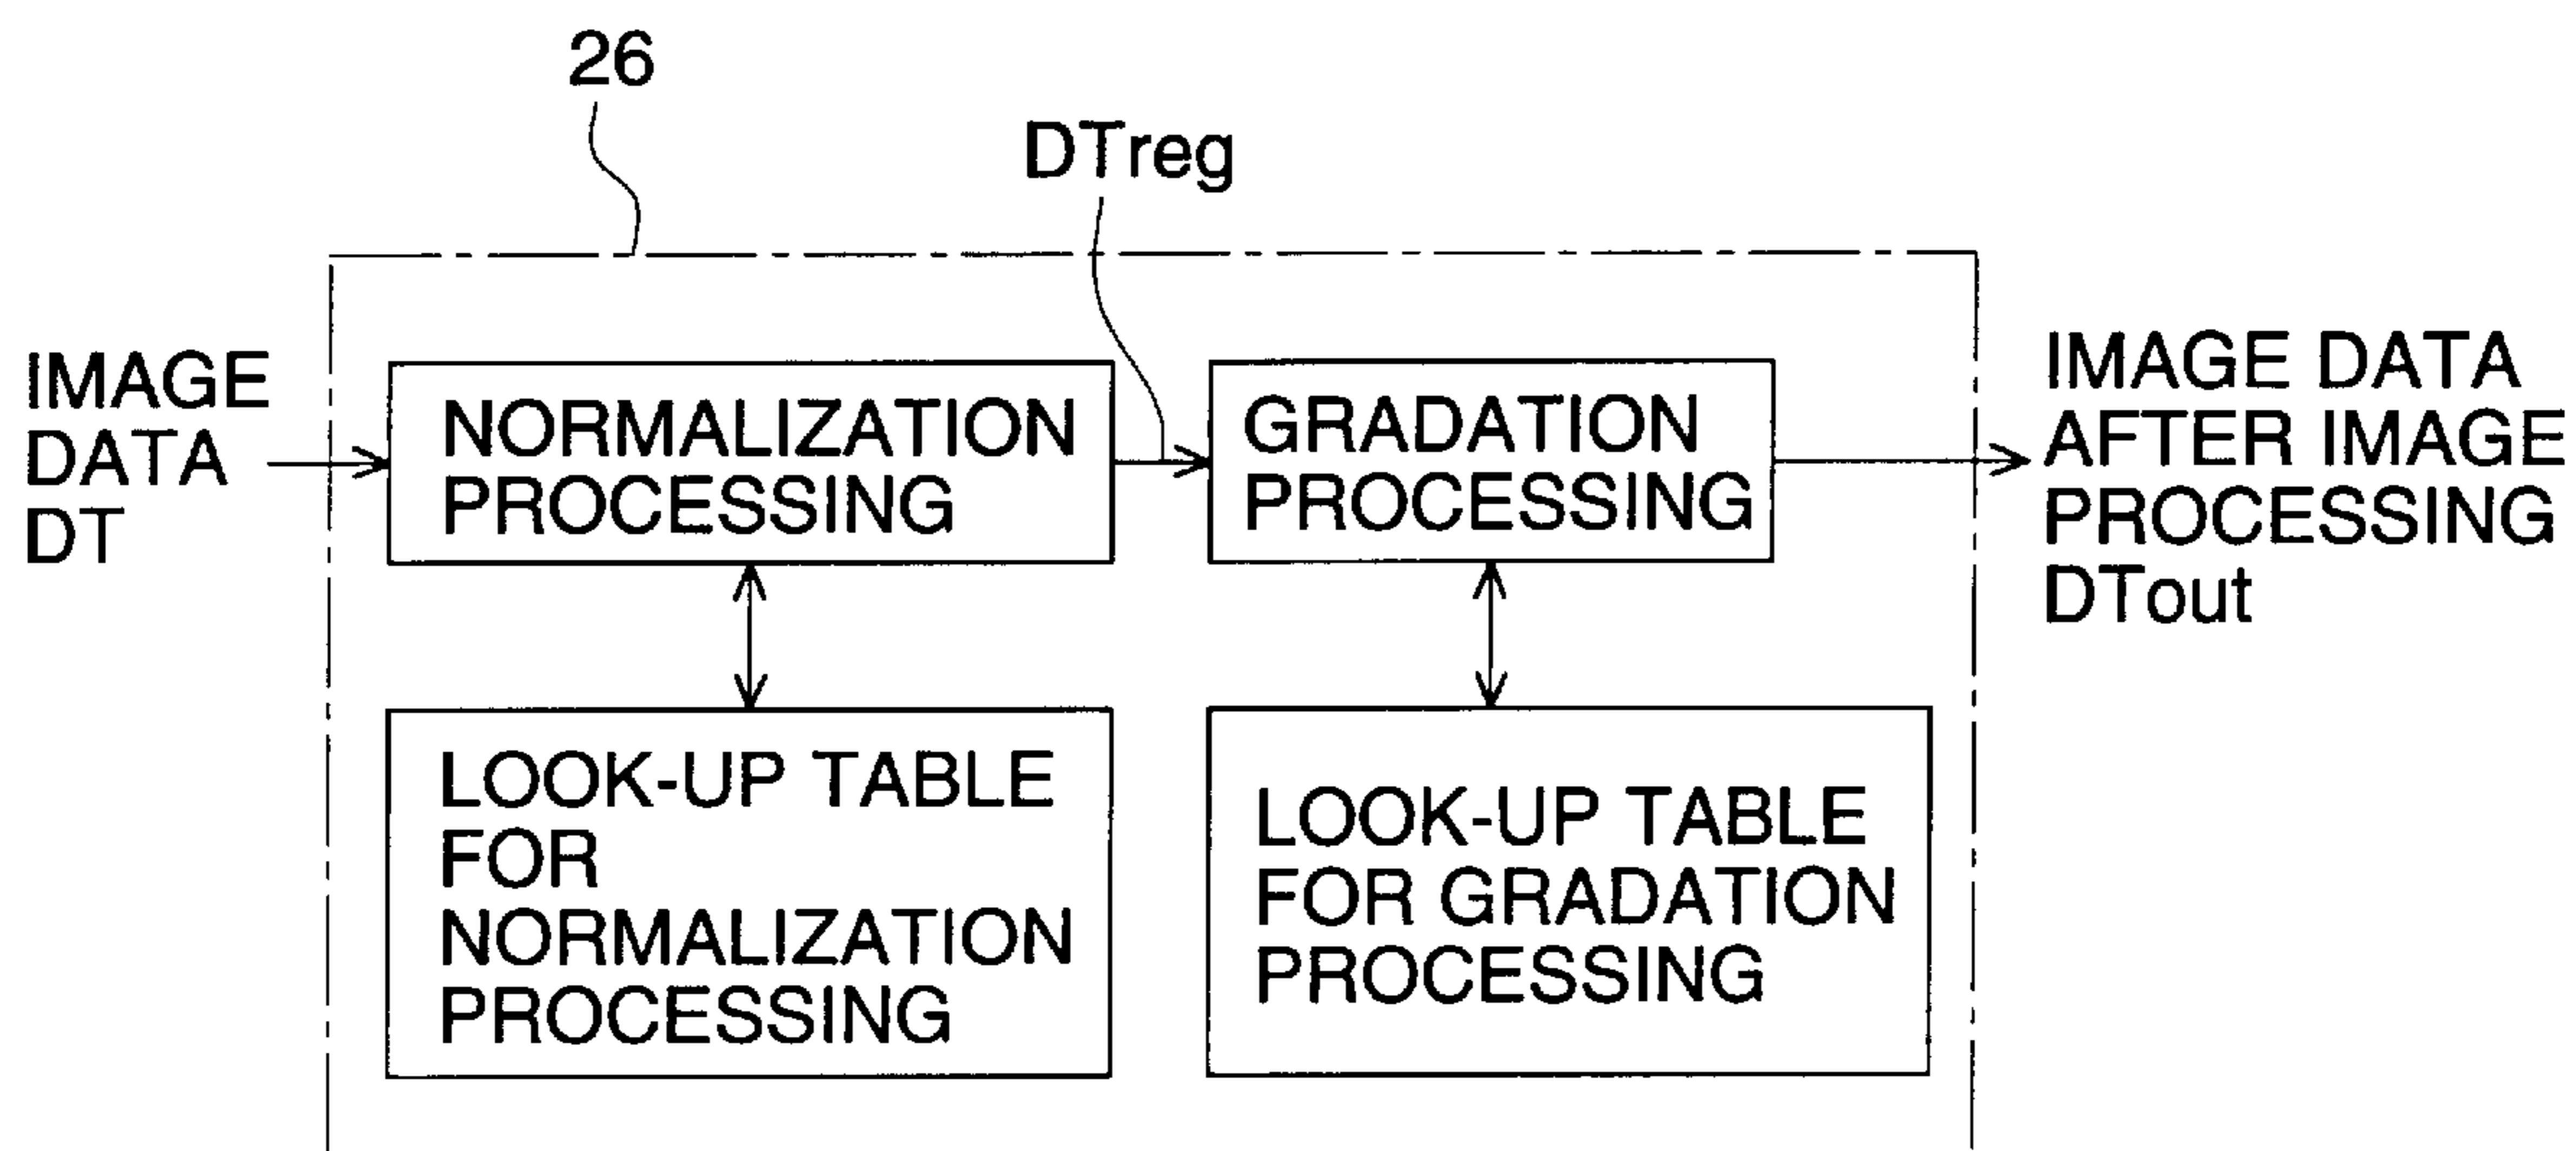 26
DTreg
IMAGE
DATA
DT
NORMALIZATION
PROCESSING
GRADATION
PROCESSING
IMAGE DATA
AFTER IMAGE
PROCESSING
DTout
LOOK-UP TABLE
FOR
NORMALIZATION
PROCESSING
LOOK-UP TABLE
FOR GRADATION
PROCESSING